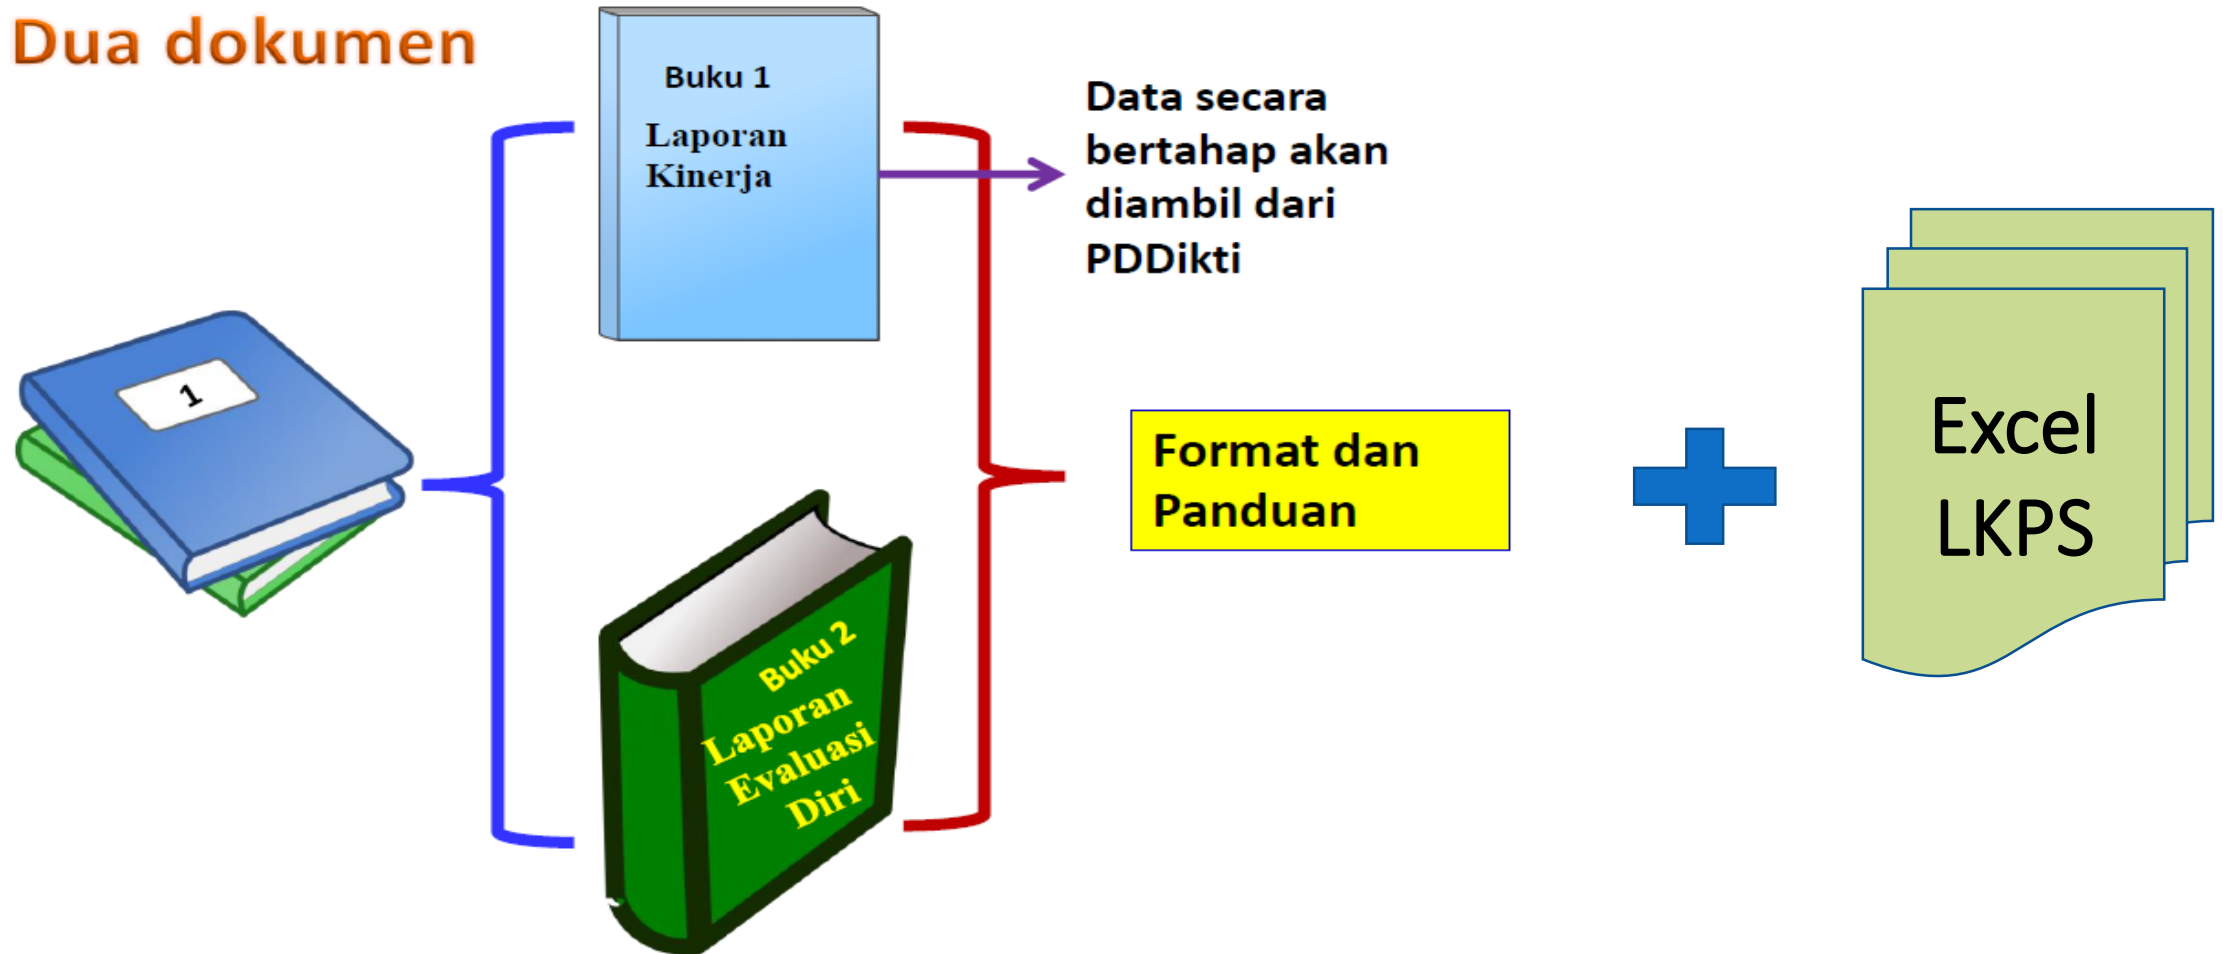 Dua dokumen
Buku 1
Laporan
Kinerja
Data secara
bertahap akan
diambil dari
PDDikti
1
Format dan
Panduan
Excel
LKPS
Buku 2
Laporan
Evaluasi
Diri